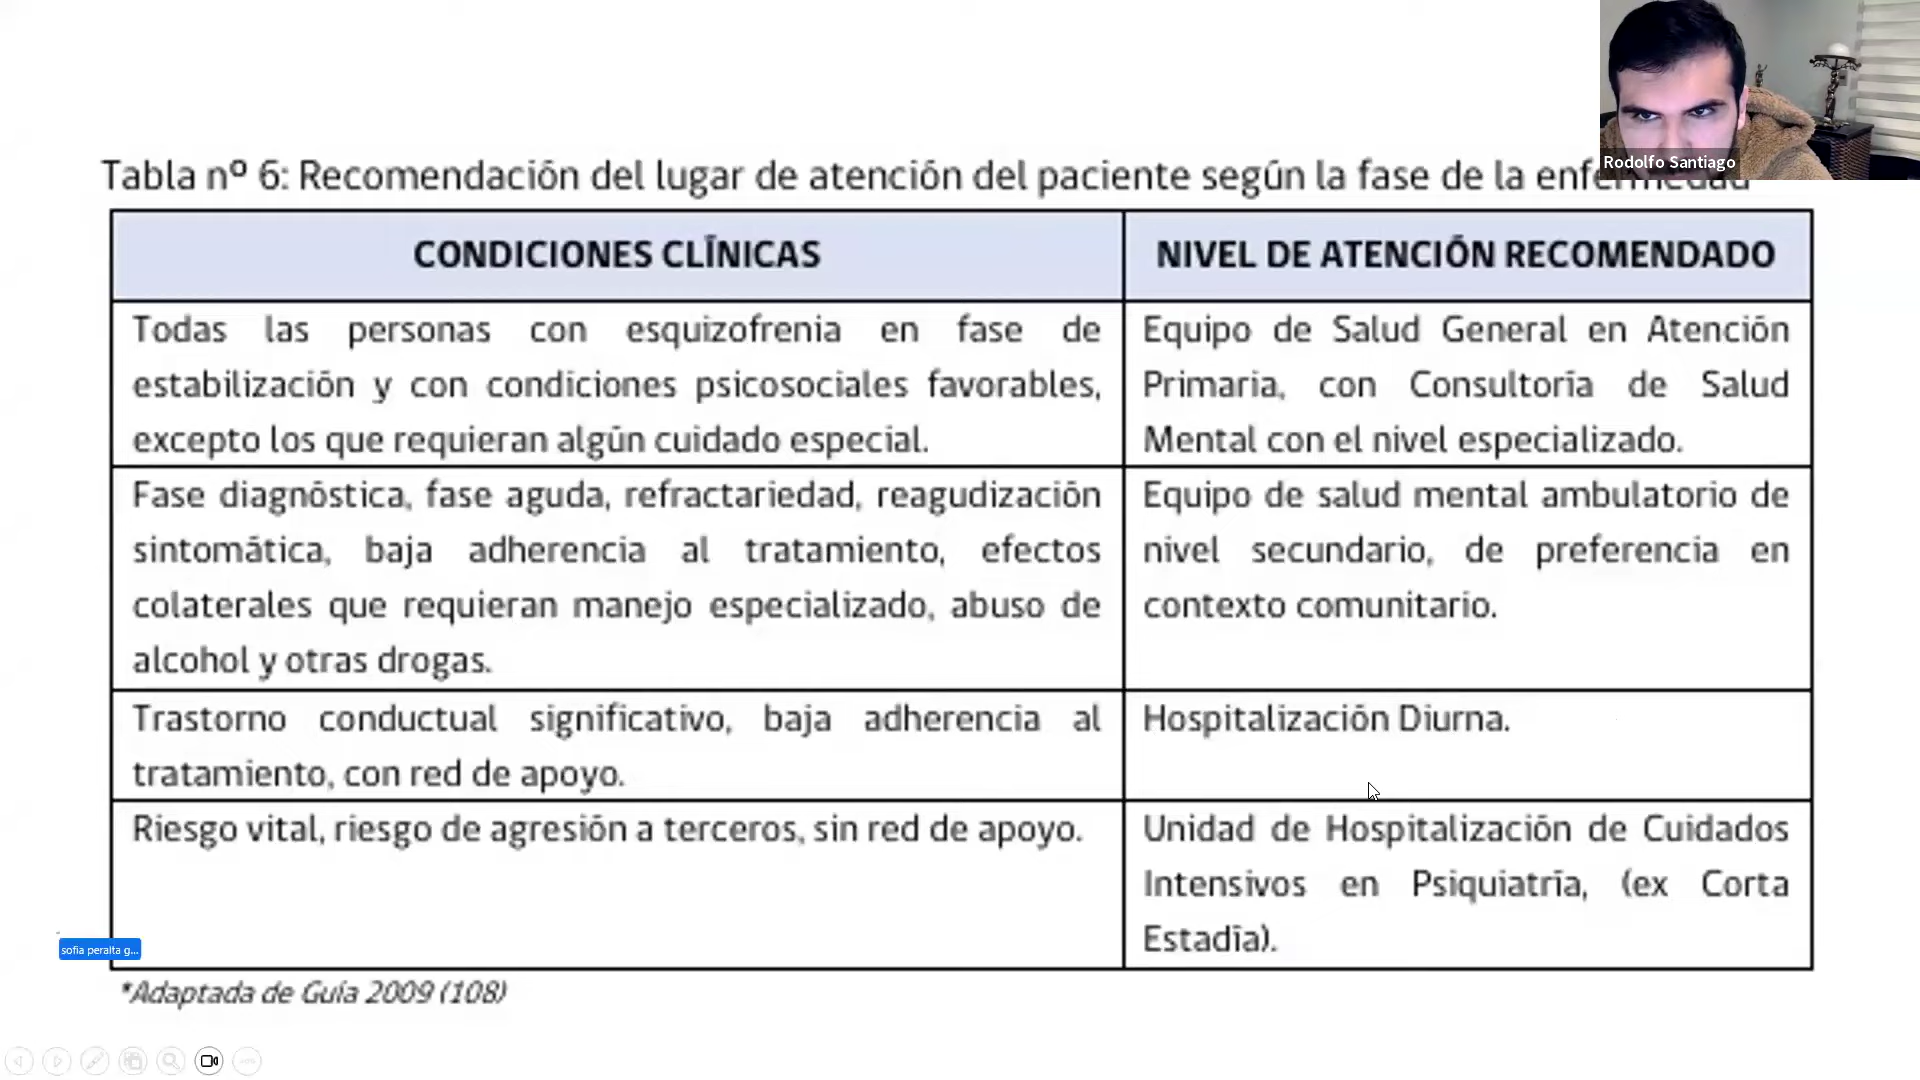 Rodolfo Santiago
Tabla nº 6: Recomendación del lugar de atención del paciente según la fase de la enfermedad
CONDICIONES CLÍNICAS
NIVEL DE ATENCIÓN RECOMENDADO
Todas las personas con esquizofrenia en fase de
estabilización y con condiciones psicosociales favorables,
excepto los que requieran algún cuidado especial.
Equipo de Salud General en Atención
Primaria, con Consultoría de Salud
Mental con el nivel especializado.
Fase diagnóstica, fase aguda, refractariedad, reagudización
sintomática, baja adherencia al tratamiento, efectos
colaterales que requieran manejo especializado, abuso de
alcohol y otras drogas.
Equipo de salud mental ambulatorio de
nivel secundario, de preferencia en
contexto comunitario.
Trastorno conductual significativo, baja adherencia al
tratamiento, con red de apoyo.
Hospitalización Diurna.
Riesgo vital, riesgo de agresión a terceros, sin red de apoyo.
Unidad de Hospitalización de Cuidados
Intensivos en Psiquiatría, (ex Corta
Estadía).
sofia peralta g...
*Adaptada de Guía 2009 (108)